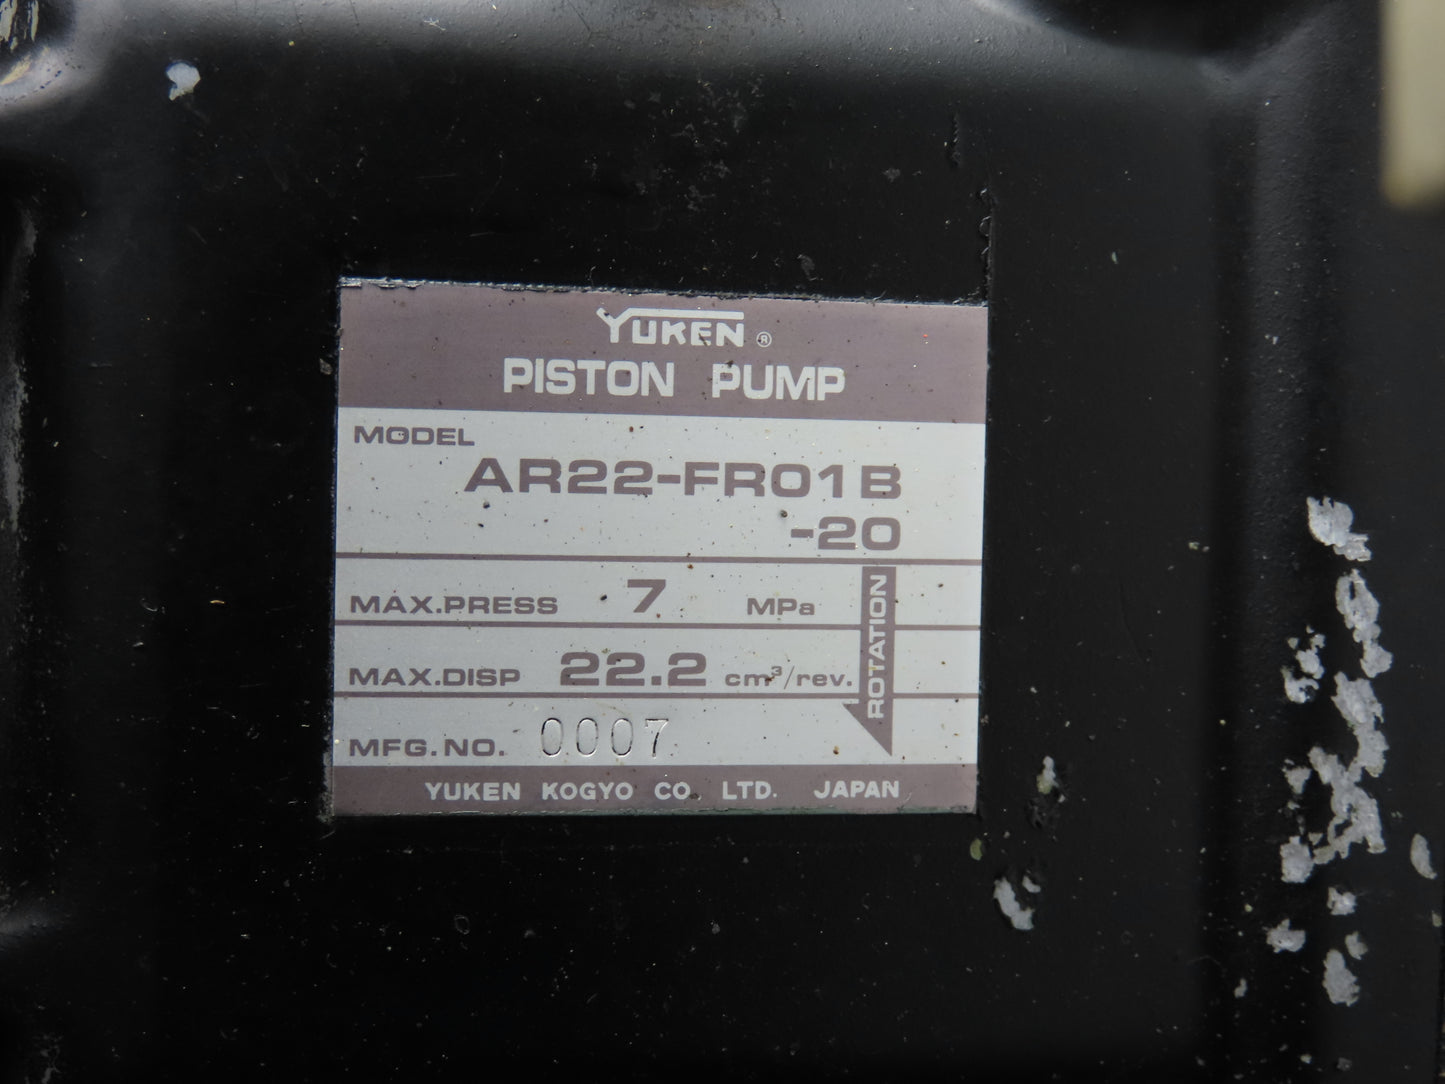 YUKEN ®
PISTON PUMP
MODEL
AR22-FR01B
-20
MAX.PRESS 7 MPa
MAX.DISP 22.2 cm³/rev.
ROTATION
MFG.NO. 0007
YUKEN KOGYO CO. LTD. JAPAN